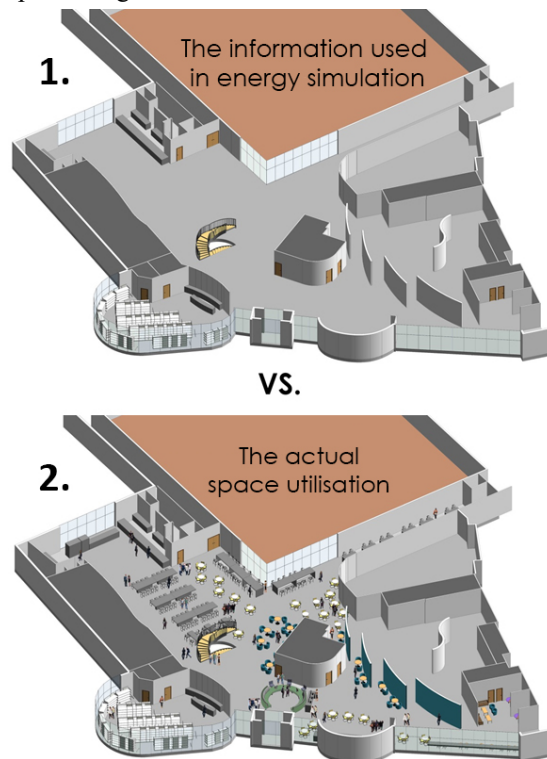 1.
The information used
in energy simulation
VS.
2.
The actual
space utilisation